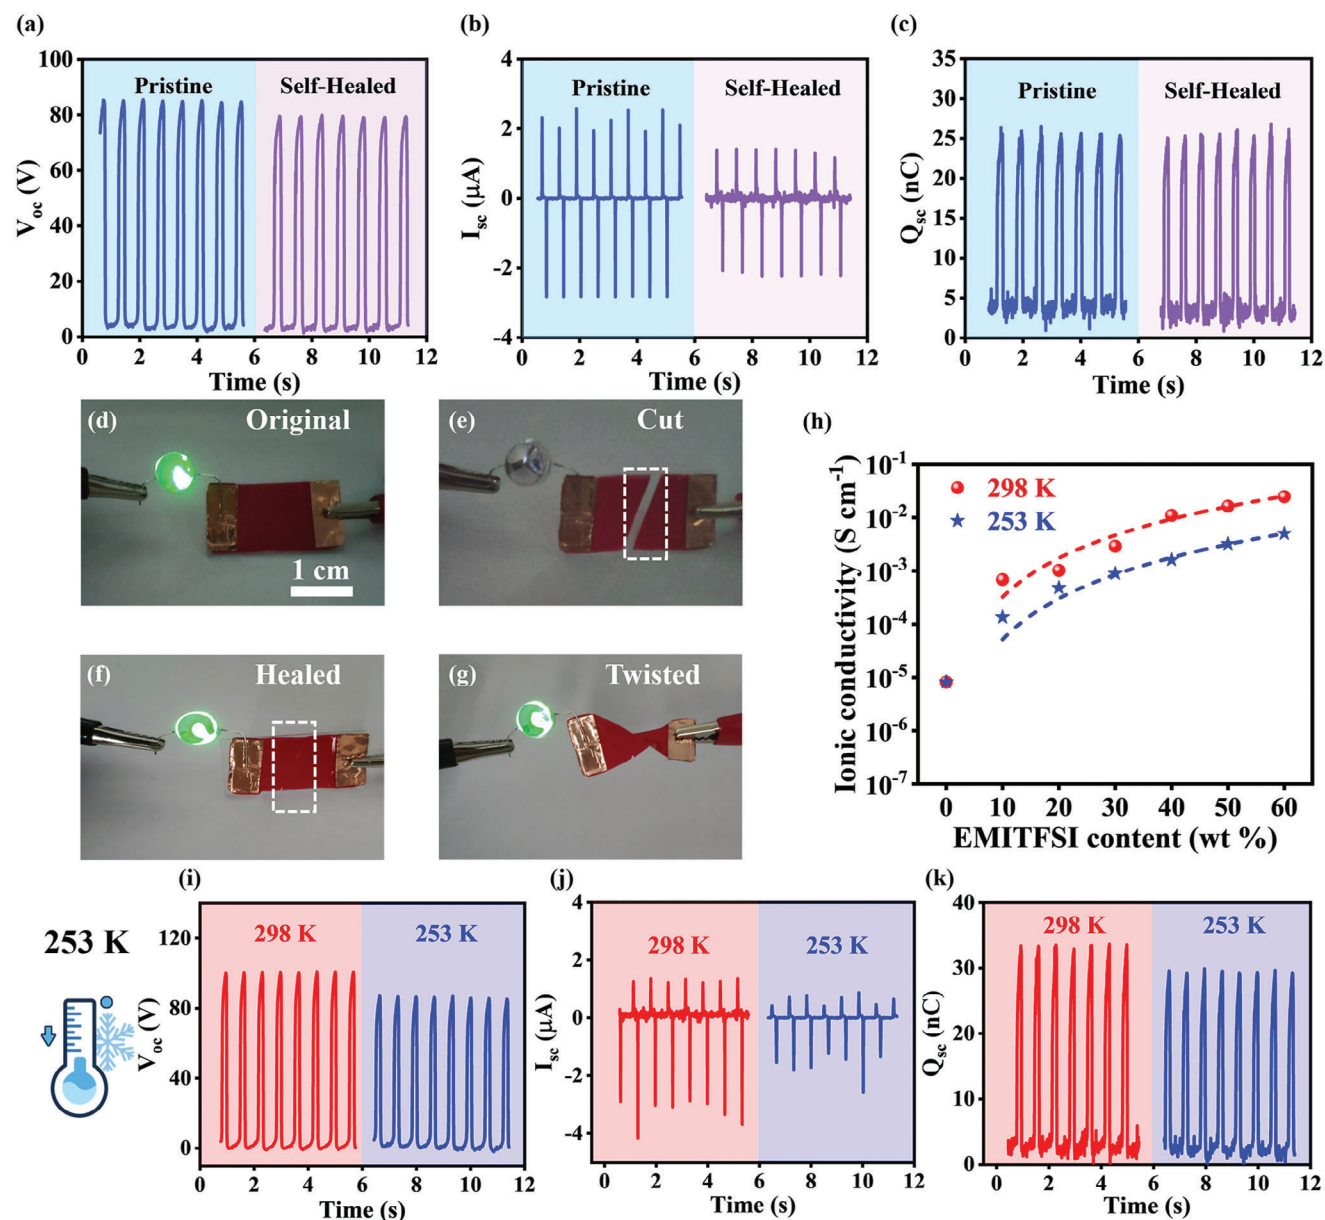 (a)
100
80
60
40
20
0
V_oc (V)
Pristine
Self-Healed
0 2 4 6 8 10 12
Time (s)
(b)
4
2
0
-2
-4
I_sc (μA)
Pristine
Self-Healed
0 2 4 6 8 10 12
Time (s)
(c)
35
30
25
20
15
10
5
0
Q_sc (nC)
Pristine
Self-Healed
0 2 4 6 8 10 12
Time (s)
(d)
Original
1 cm
(e)
Cut
(f)
Healed
(g)
Twisted
(h)
10^-1
10^-2
10^-3
10^-4
10^-5
10^-6
10^-7
Ionic conductivity (S cm^-1)
298 K
253 K
0 10 20 30 40 50 60
EMITFSI content (wt %)
253 K
(i)
120
80
40
0
V_oc (V)
298 K
253 K
0 2 4 6 8 10 12
Time (s)
(j)
4
2
0
-2
-4
I_sc (μA)
298 K
253 K
0 2 4 6 8 10 12
Time (s)
(k)
40
30
20
10
0
Q_sc (nC)
298 K
253 K
0 2 4 6 8 10 12
Time (s)